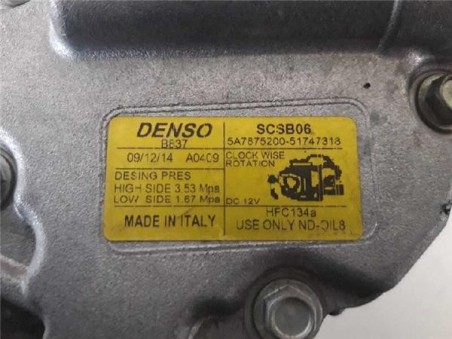 DENSO
B837
09/12/14 A0409
DESING PRES
HIGH SIDE 3.53 Mpa
LOW SIDE 1.67 Mpa
MADE IN ITALY
SCSB06
5A7875200-51747318
CLOCK WISE
ROTATION
DC 12V
HFC134a
USE ONLY ND-OIL8